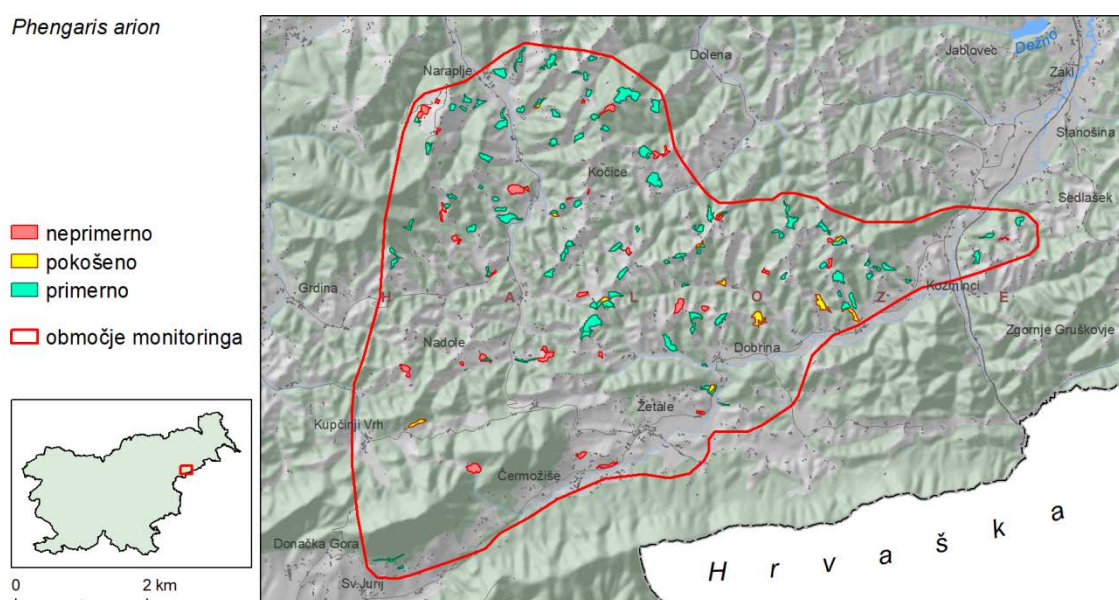 Phengaris arion
neprimerno
pokošeno
primerno
območje monitoringa
0 2 km
Naraplje
Dolena
Jablovec
Dežno
Zakl
Stanošina
Sedlašek
Kočice
Grdina
H A L O Z E
Kozminci
Zgornje Gruškovje
Nadole
Dobrina
Kupčinji Vrh
Žetale
Čermožiše
Donačka Gora
Sv. Jurij
Hrvaška